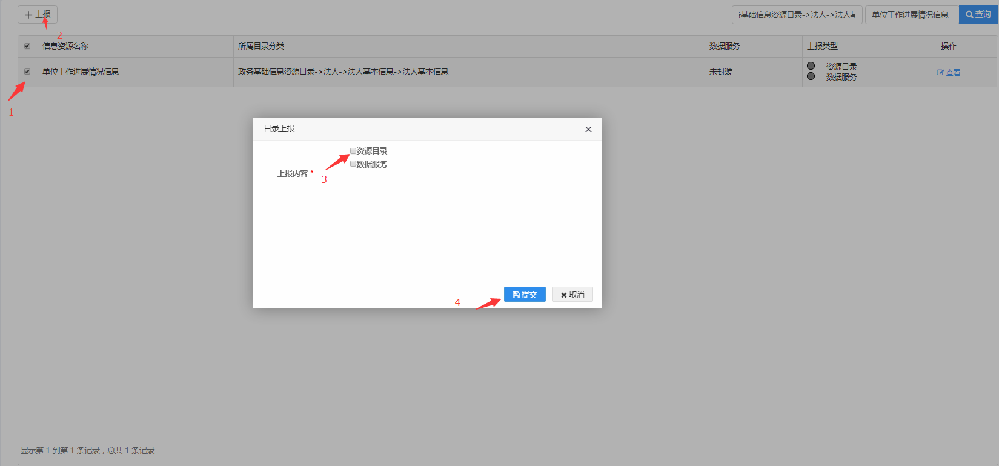 上报
务基础信息资源目录->法人->法人基
单位工作进展情况信息
查询
2
信息资源名称
所属目录分类
数据服务
上报类型
操作
单位工作进展情况信息
政务基础信息资源目录->法人->法人基本信息->法人基本信息
未封装
资源目录
数据服务
查看
1
目录上报
资源目录
数据服务
上报内容 *
3
4
提交
取消
显示第 1 到第 1 条记录，总共 1 条记录